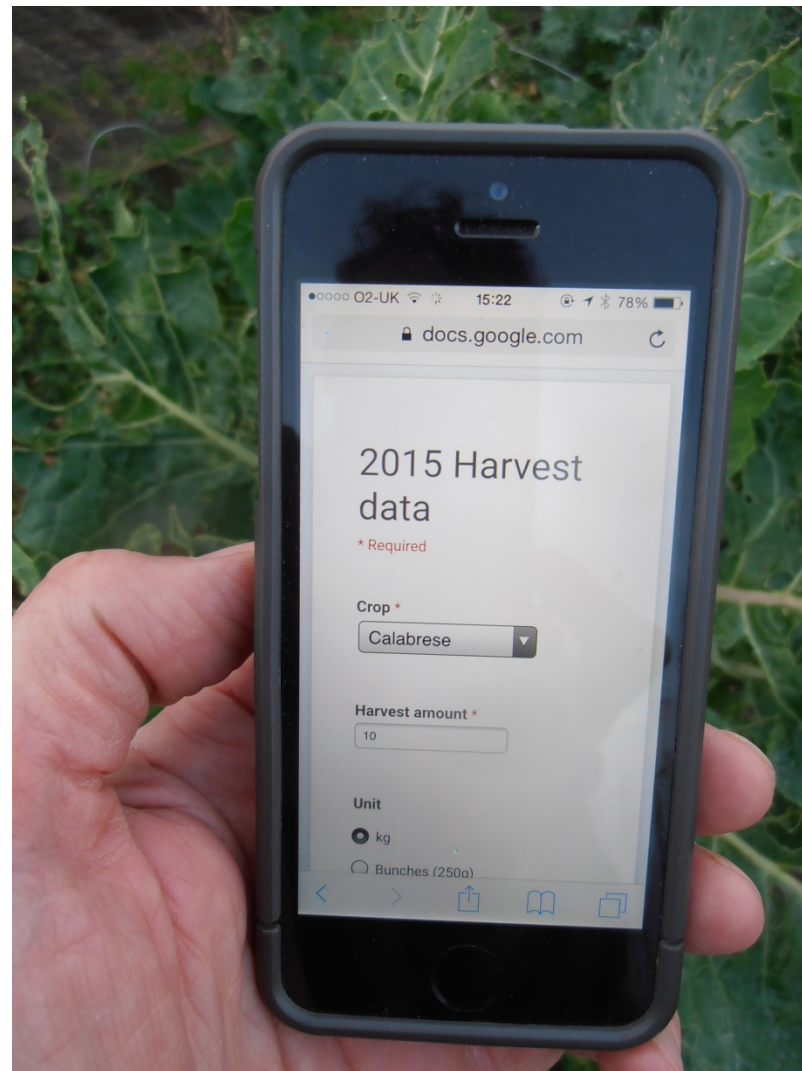 O2-UK 15:22 78%
docs.google.com
2015 Harvest
data
* Required
Crop *
Calabrese
Harvest amount *
10
Unit
kg
Bunches (250g)